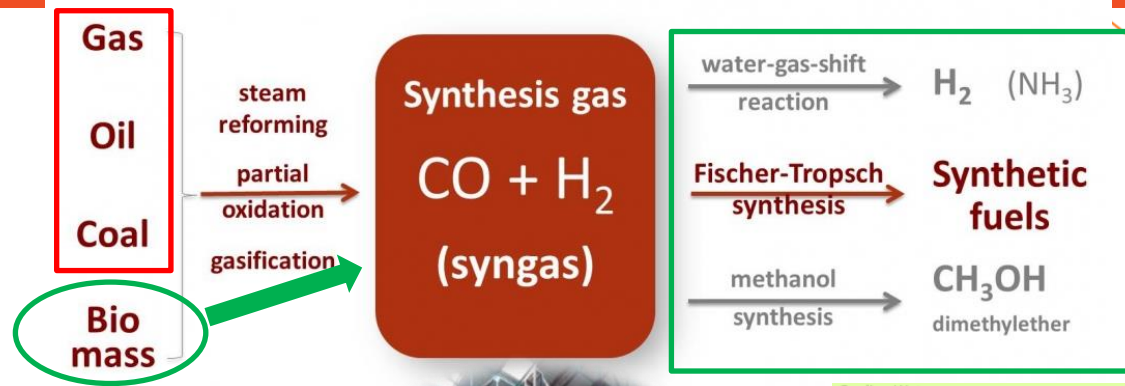 Gas
Oil
Coal
Bio
mass
steam
reforming
partial
oxidation
gasification
Synthesis gas
CO + H₂
(syngas)
water-gas-shift
reaction
H₂ (NH₃)
Fischer-Tropsch
synthesis
Synthetic
fuels
methanol
synthesis
CH₃OH
dimethylether